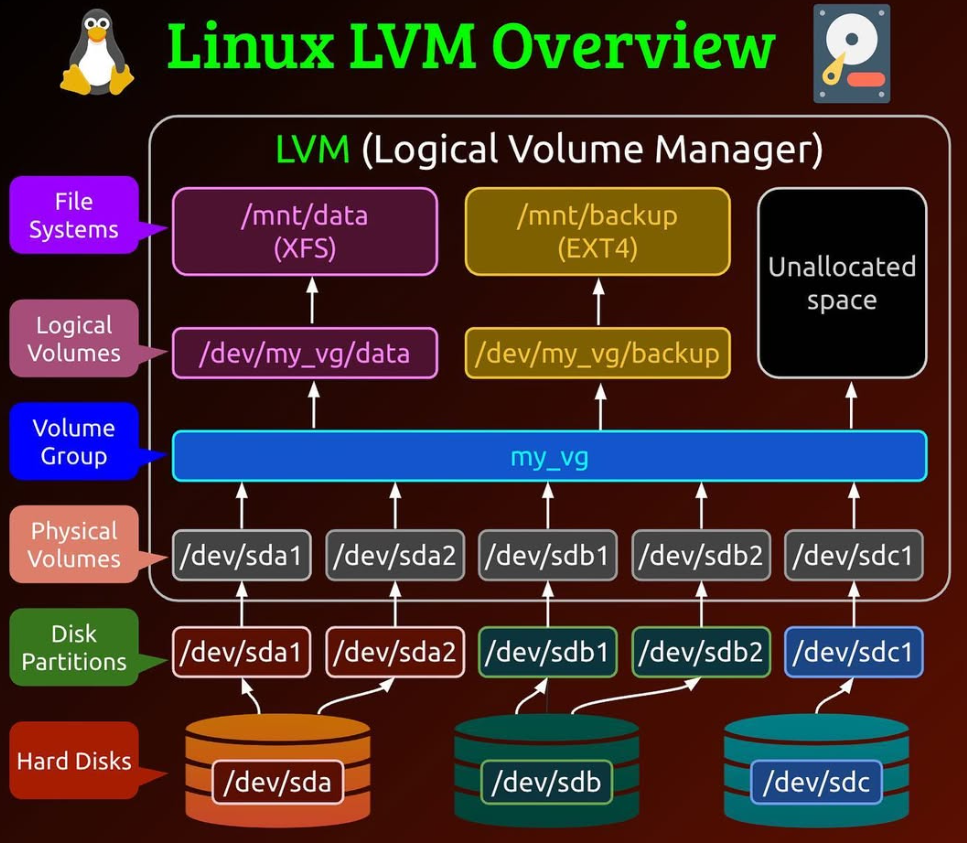 Linux LVM Overview
LVM (Logical Volume Manager)
File
Systems
/mnt/data
(XFS)
/mnt/backup
(EXT4)
Unallocated
space
Logical
Volumes
/dev/my_vg/data
/dev/my_vg/backup
Volume
Group
my_vg
Physical
Volumes
/dev/sda1
/dev/sda2
/dev/sdb1
/dev/sdb2
/dev/sdc1
Disk
Partitions
/dev/sda1
/dev/sda2
/dev/sdb1
/dev/sdb2
/dev/sdc1
Hard Disks
/dev/sda
/dev/sdb
/dev/sdc